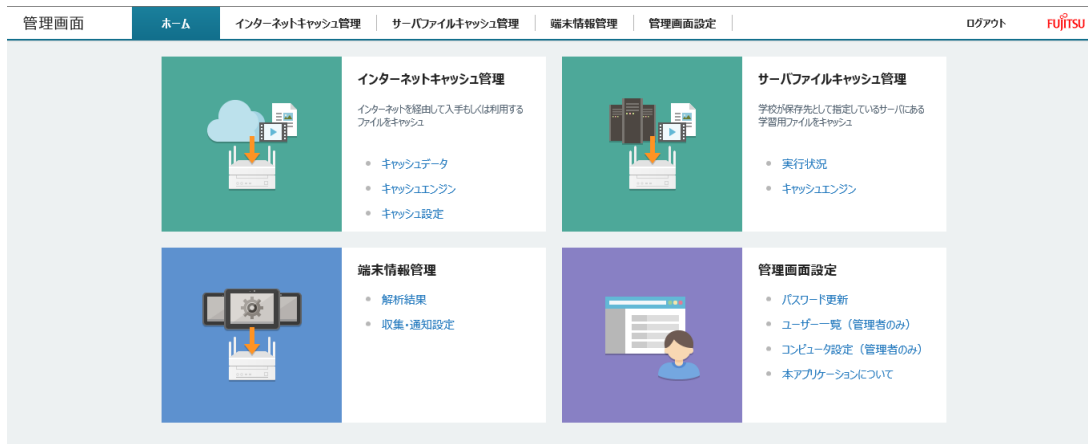 管理画面 ホーム インターネットキャッシュ管理 サーバファイルキャッシュ管理 端末情報管理 管理画面設定 ログアウト FUJITSU
インターネットキャッシュ管理
インターネットを経由して入手もしくは利用する
ファイルをキャッシュ
キャッシュデータ
キャッシュエンジン
キャッシュ設定
サーバファイルキャッシュ管理
学校が保存先として指定しているサーバにある
学習用ファイルをキャッシュ
実行状況
キャッシュエンジン
端末情報管理
解析結果
収集・通知設定
管理画面設定
パスワード更新
ユーザー一覧（管理者のみ）
コンピュータ設定（管理者のみ）
本アプリケーションについて